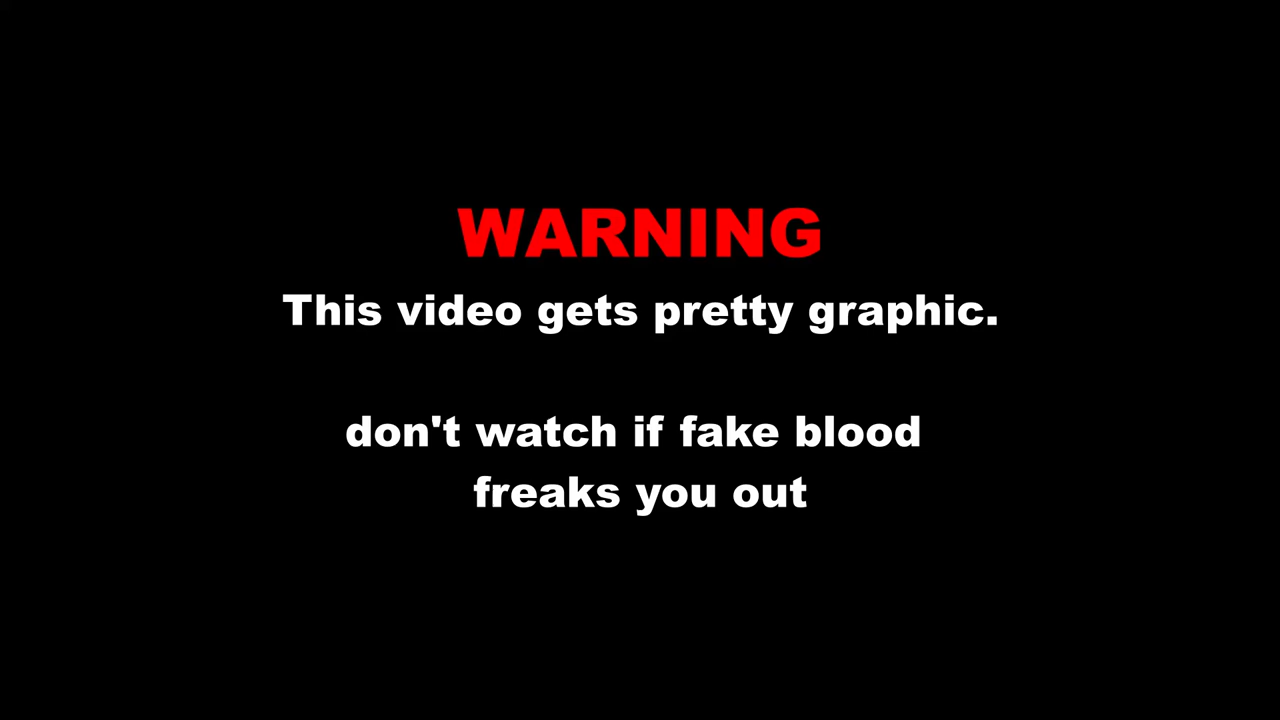 WARNING
This video gets pretty graphic.
don't watch if fake blood
freaks you out